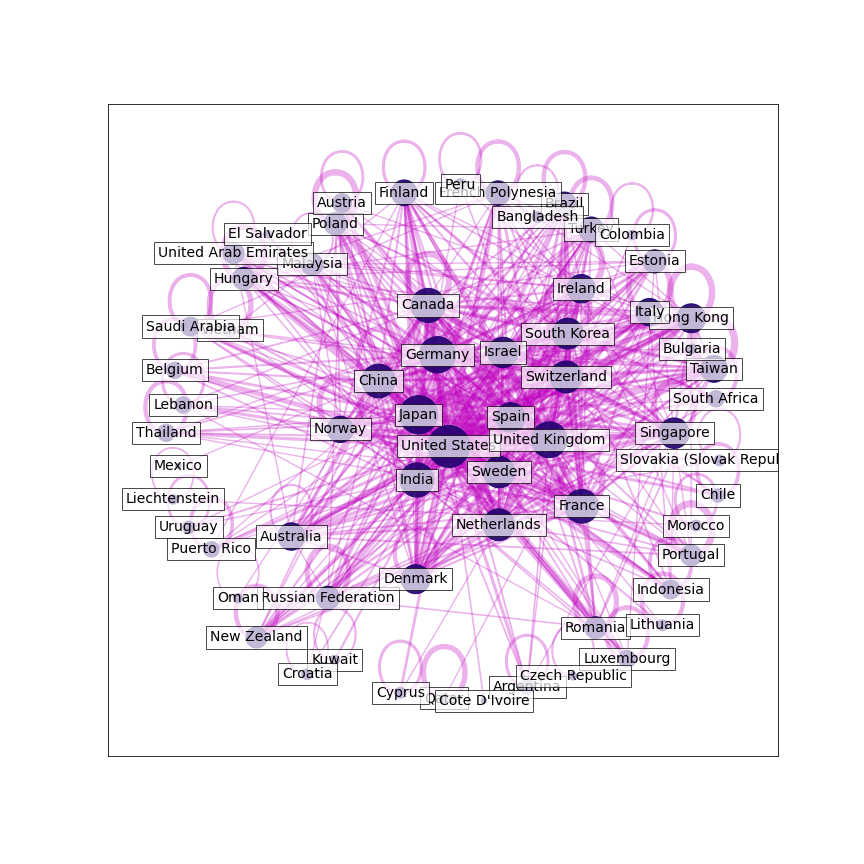 Peru
Finland
French Polynesia
Austria
Brazil
Bangladesh
Poland
Turkey
Colombia
El Salvador
United Arab Emirates
Malaysia
Estonia
Hungary
Ireland
Canada
Italy
Hong Kong
Saudi Arabia
Vietnam
South Korea
Germany
Israel
Bulgaria
Belgium
Taiwan
China
Switzerland
South Africa
Lebanon
Japan
Spain
Thailand
Norway
Singapore
United States
United Kingdom
Slovakia (Slovak Repul
Mexico
Sweden
India
Liechtenstein
Chile
France
Uruguay
Netherlands
Morocco
Australia
Puerto Rico
Portugal
Denmark
Indonesia
Oman
Russian Federation
Romania
Lithuania
New Zealand
Kuwait
Luxembourg
Croatia
Czech Republic
Argentina
Cyprus
Cote D'Ivoire